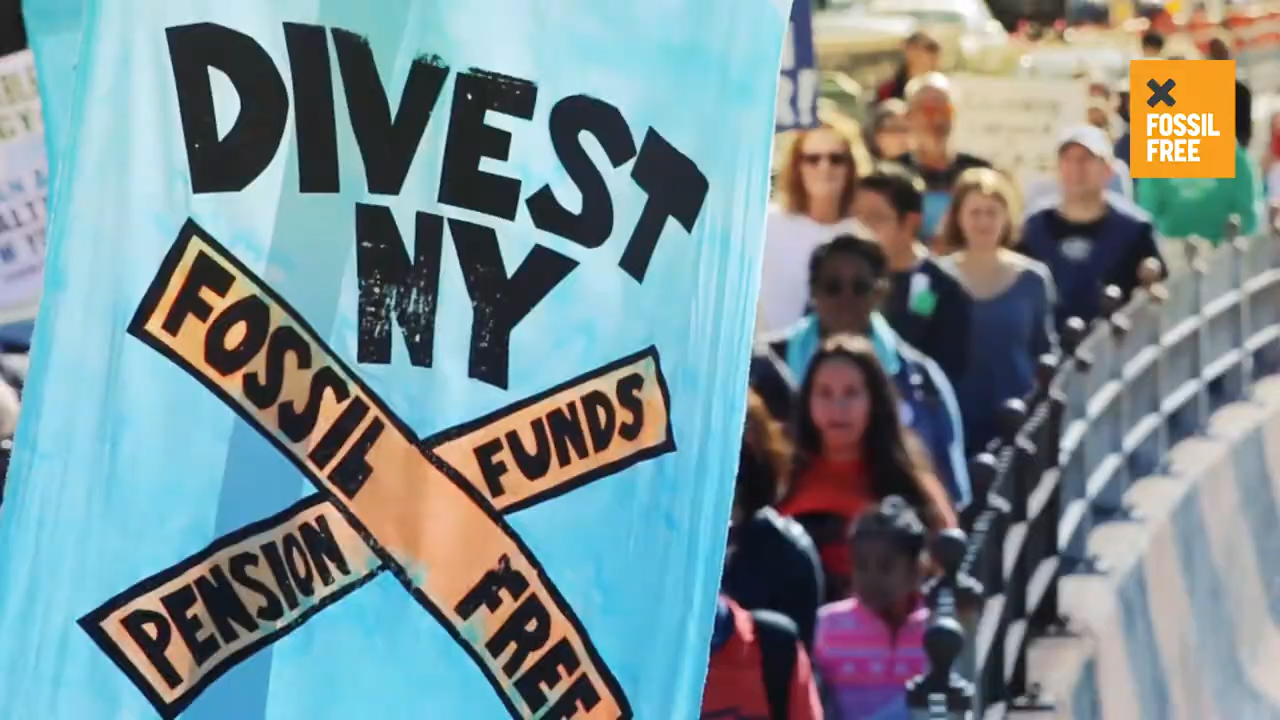 DIVEST
NY
FOSSIL FREE
PENSION FUNDS
FOSSIL
FREE